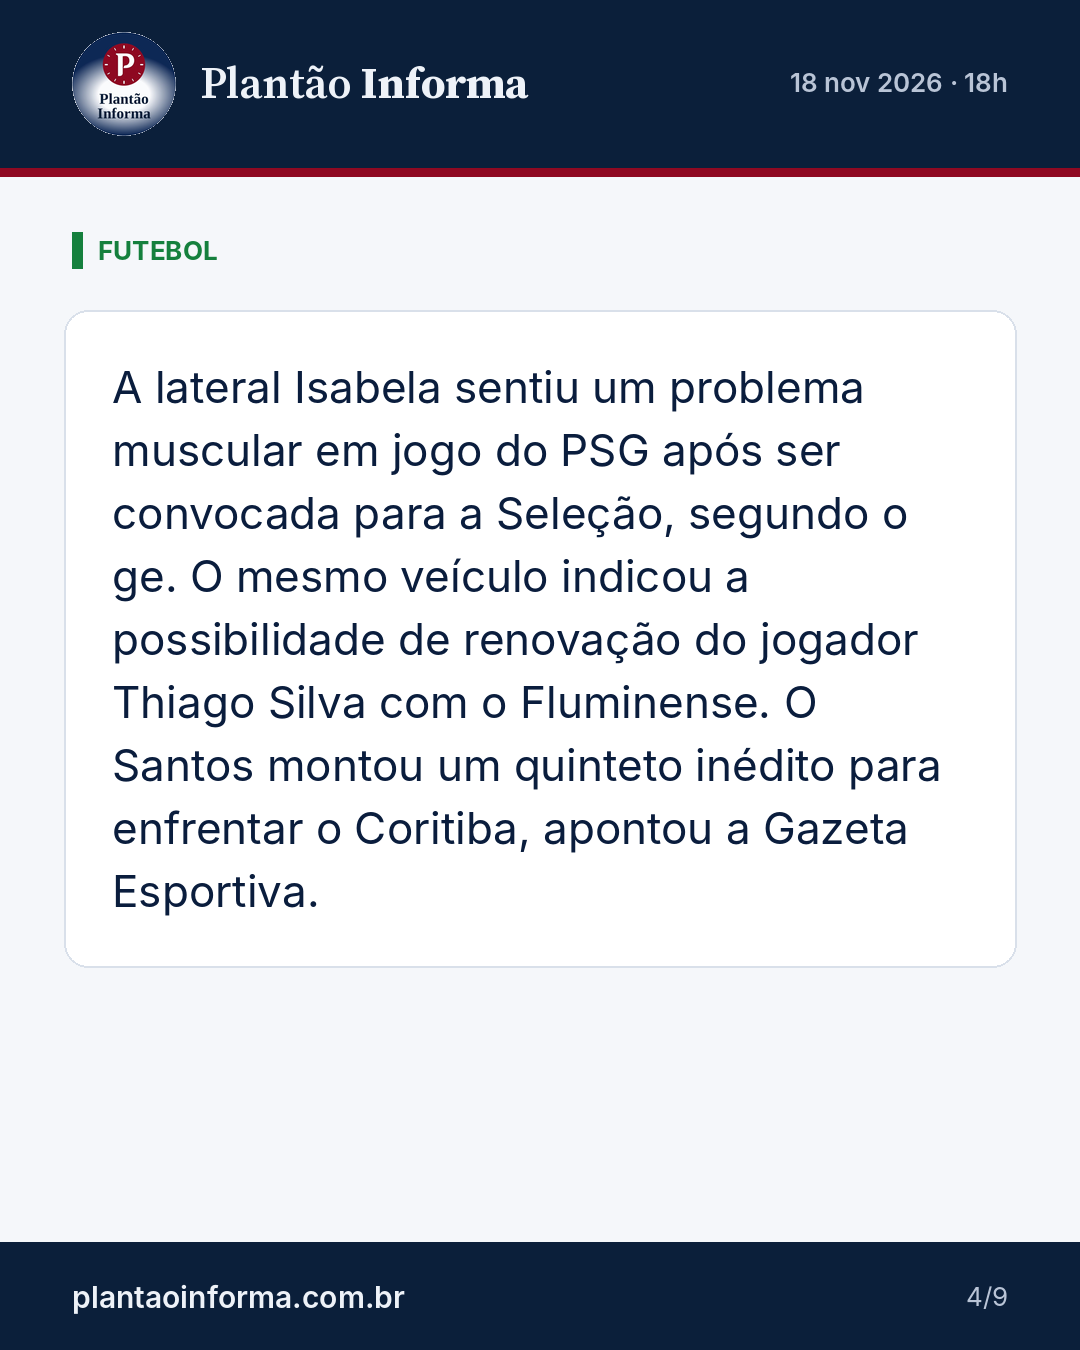 P
Plantão
Informa
Plantão Informa
18 nov 2026 · 18h
FUTEBOL
A lateral Isabela sentiu um problema
muscular em jogo do PSG após ser
convocada para a Seleção, segundo o
ge. O mesmo veículo indicou a
possibilidade de renovação do jogador
Thiago Silva com o Fluminense. O
Santos montou um quinteto inédito para
enfrentar o Coritiba, apontou a Gazeta
Esportiva.
plantaoinforma.com.br
4/9